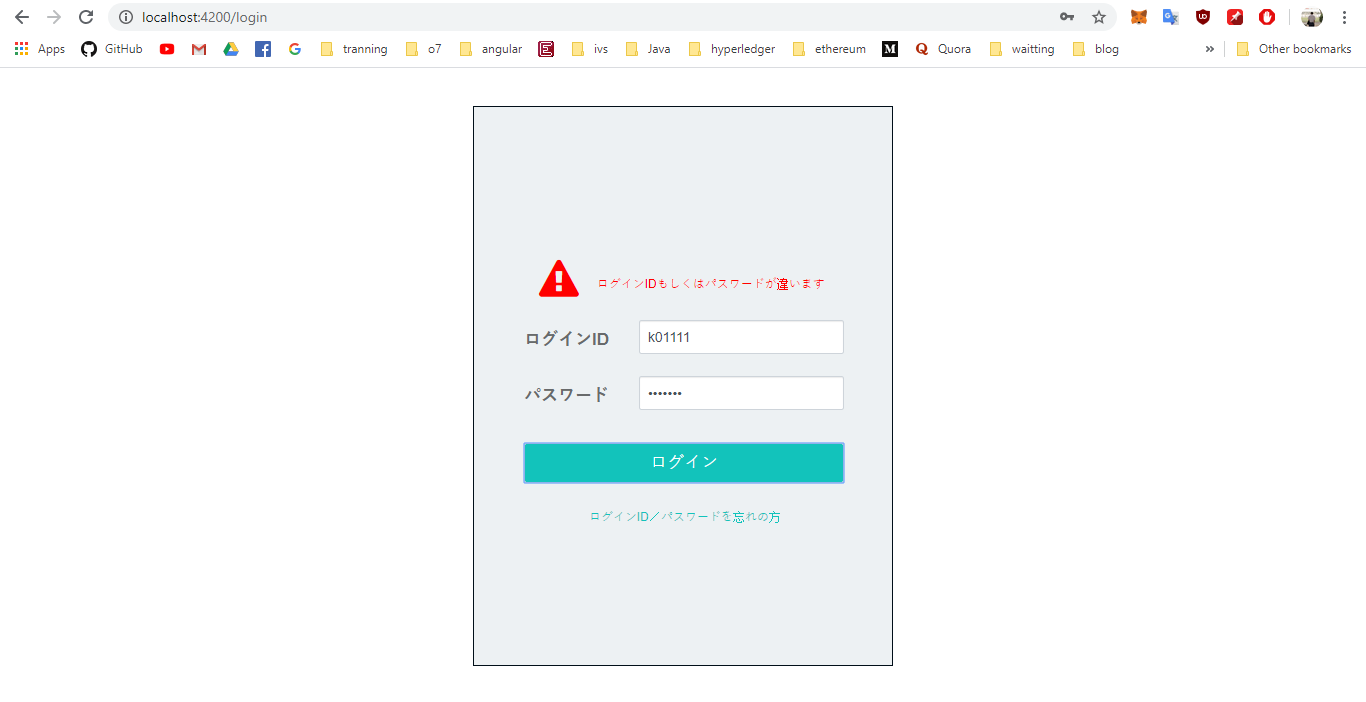 localhost:4200/login
Apps GitHub tranning o7 angular ivs Java hyperledger ethereum M Quora waitting blog » Other bookmarks
ログインIDもしくはパスワードが違います
ログインID k01111
パスワード •••••••
ログイン
ログインID／パスワードを忘れの方